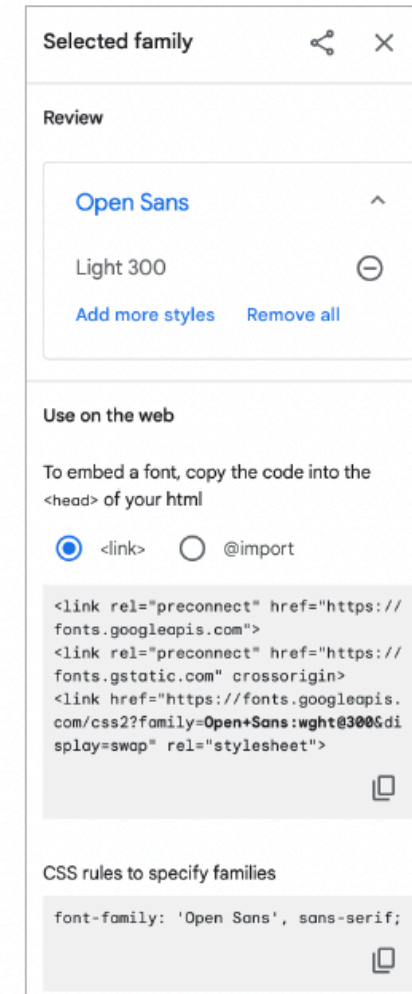 Selected family
Review
Open Sans
Light 300
Add more styles Remove all
Use on the web
To embed a font, copy the code into the
<head> of your html
<link> @import
<link rel="preconnect" href="https://
fonts.googleapis.com">
<link rel="preconnect" href="https://
fonts.gstatic.com" crossorigin>
<link href="https://fonts.googleapis.
com/css2?family=Open+Sans:wght@300&di
splay=swap" rel="stylesheet">
CSS rules to specify families
font-family: 'Open Sans', sans-serif;